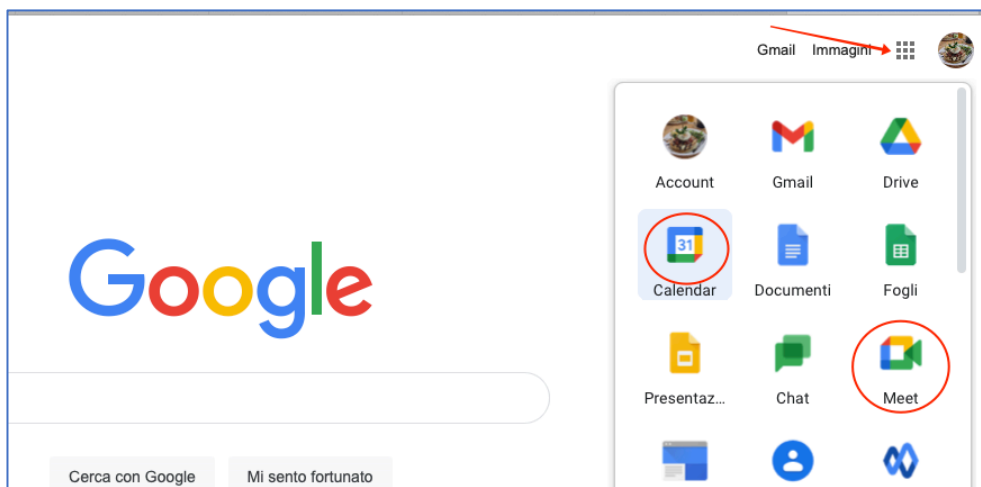 Gmail Immagini
Account Gmail Drive
31
Calendar Documenti Fogli
Google
Presentaz... Chat Meet
Cerca con Google Mi sento fortunato